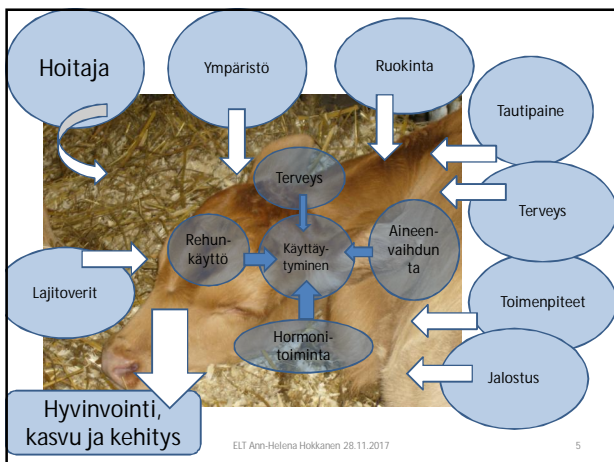 Hoitaja
Ympäristö
Ruokinta
Tautipaine
Terveys
Terveys
Rehun-
käyttö
Käyttäy-
tyminen
Aineen-
vaihdun
ta
Lajitoverit
Toimenpiteet
Hormoni-
toiminta
Jalostus
Hyvinvointi,
kasvu ja kehitys
ELT Ann-Helena Hokkanen 28.11.2017
5